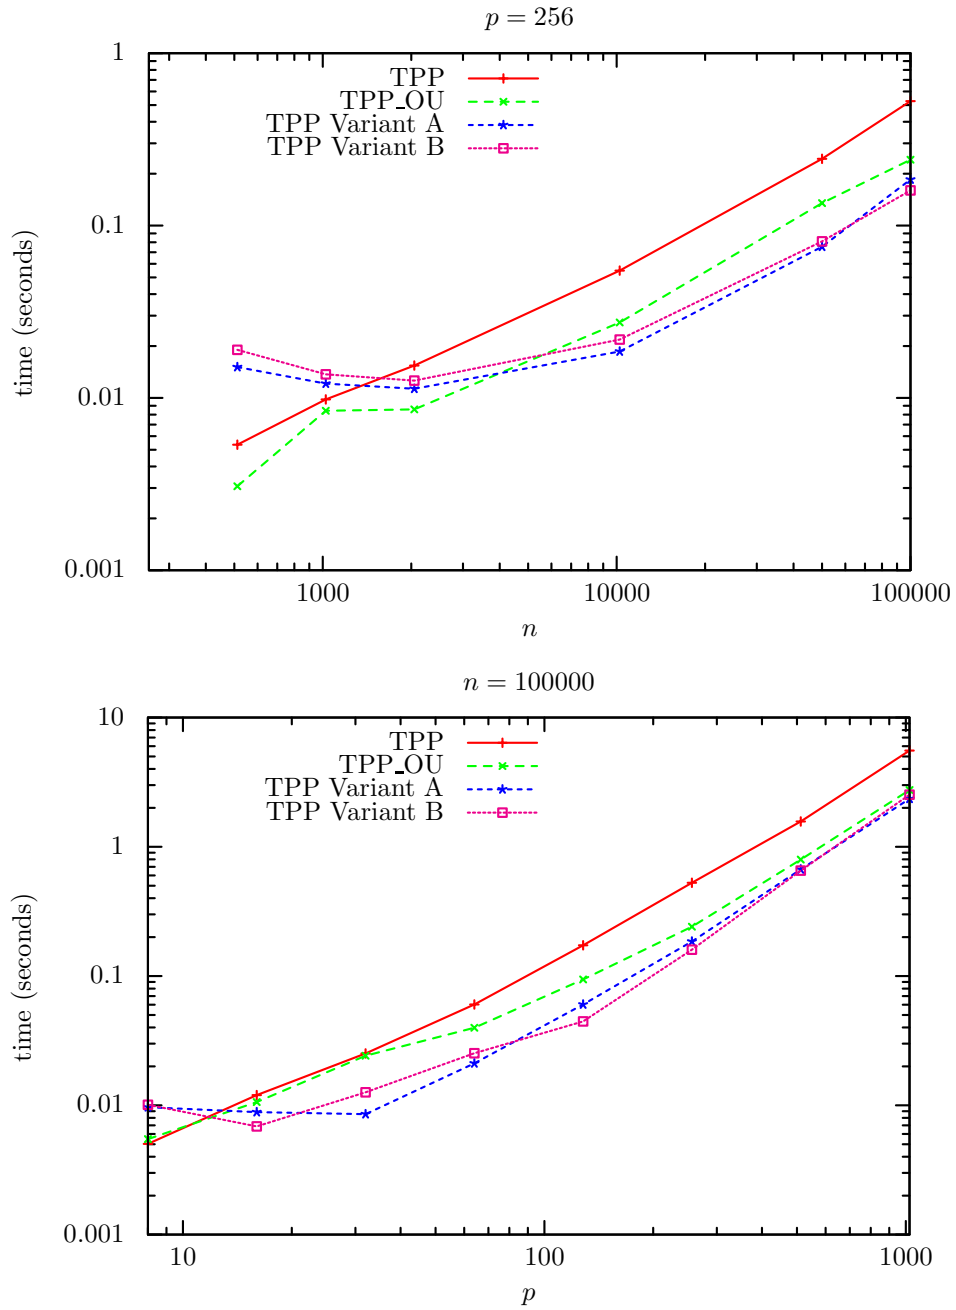 p = 256
1
TPP
TPP_OU
TPP Variant A
TPP Variant B
0.1
0.01
0.001
time (seconds)
1000 10000 100000
n
n = 100000
10
TPP
TPP_OU
TPP Variant A
TPP Variant B
1
0.1
0.01
0.001
time (seconds)
10 100 1000
p